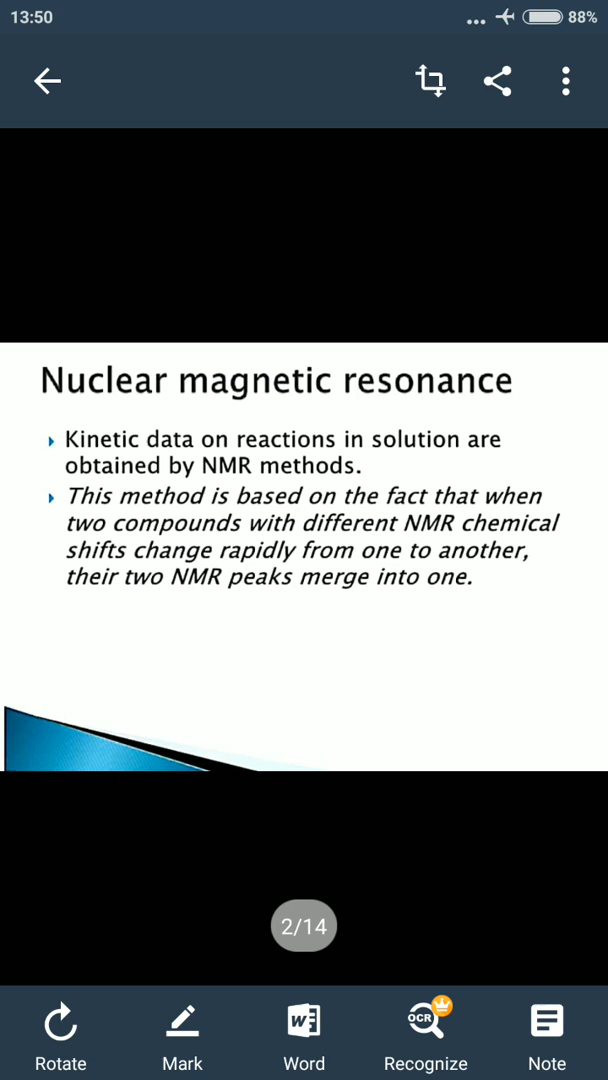 13:50
88%
Nuclear magnetic resonance
Kinetic data on reactions in solution are
obtained by NMR methods.
This method is based on the fact that when
two compounds with different NMR chemical
shifts change rapidly from one to another,
their two NMR peaks merge into one.
2/14
W
OCR
Rotate Mark Word Recognize Note